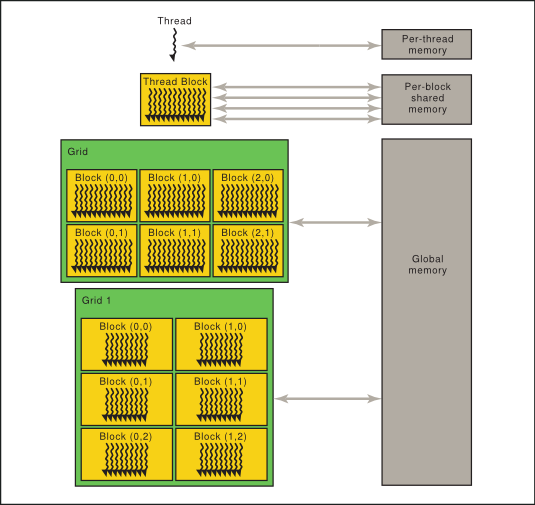 Thread
Per-thread
memory
Thread Block
Per-block
shared
memory
Grid
Block (0,0) Block (1,0) Block (2,0)
Block (0,1) Block (1,1) Block (2,1)
Global
memory
Grid 1
Block (0,0) Block (1,0)
Block (0,1) Block (1,1)
Block (0,2) Block (1,2)